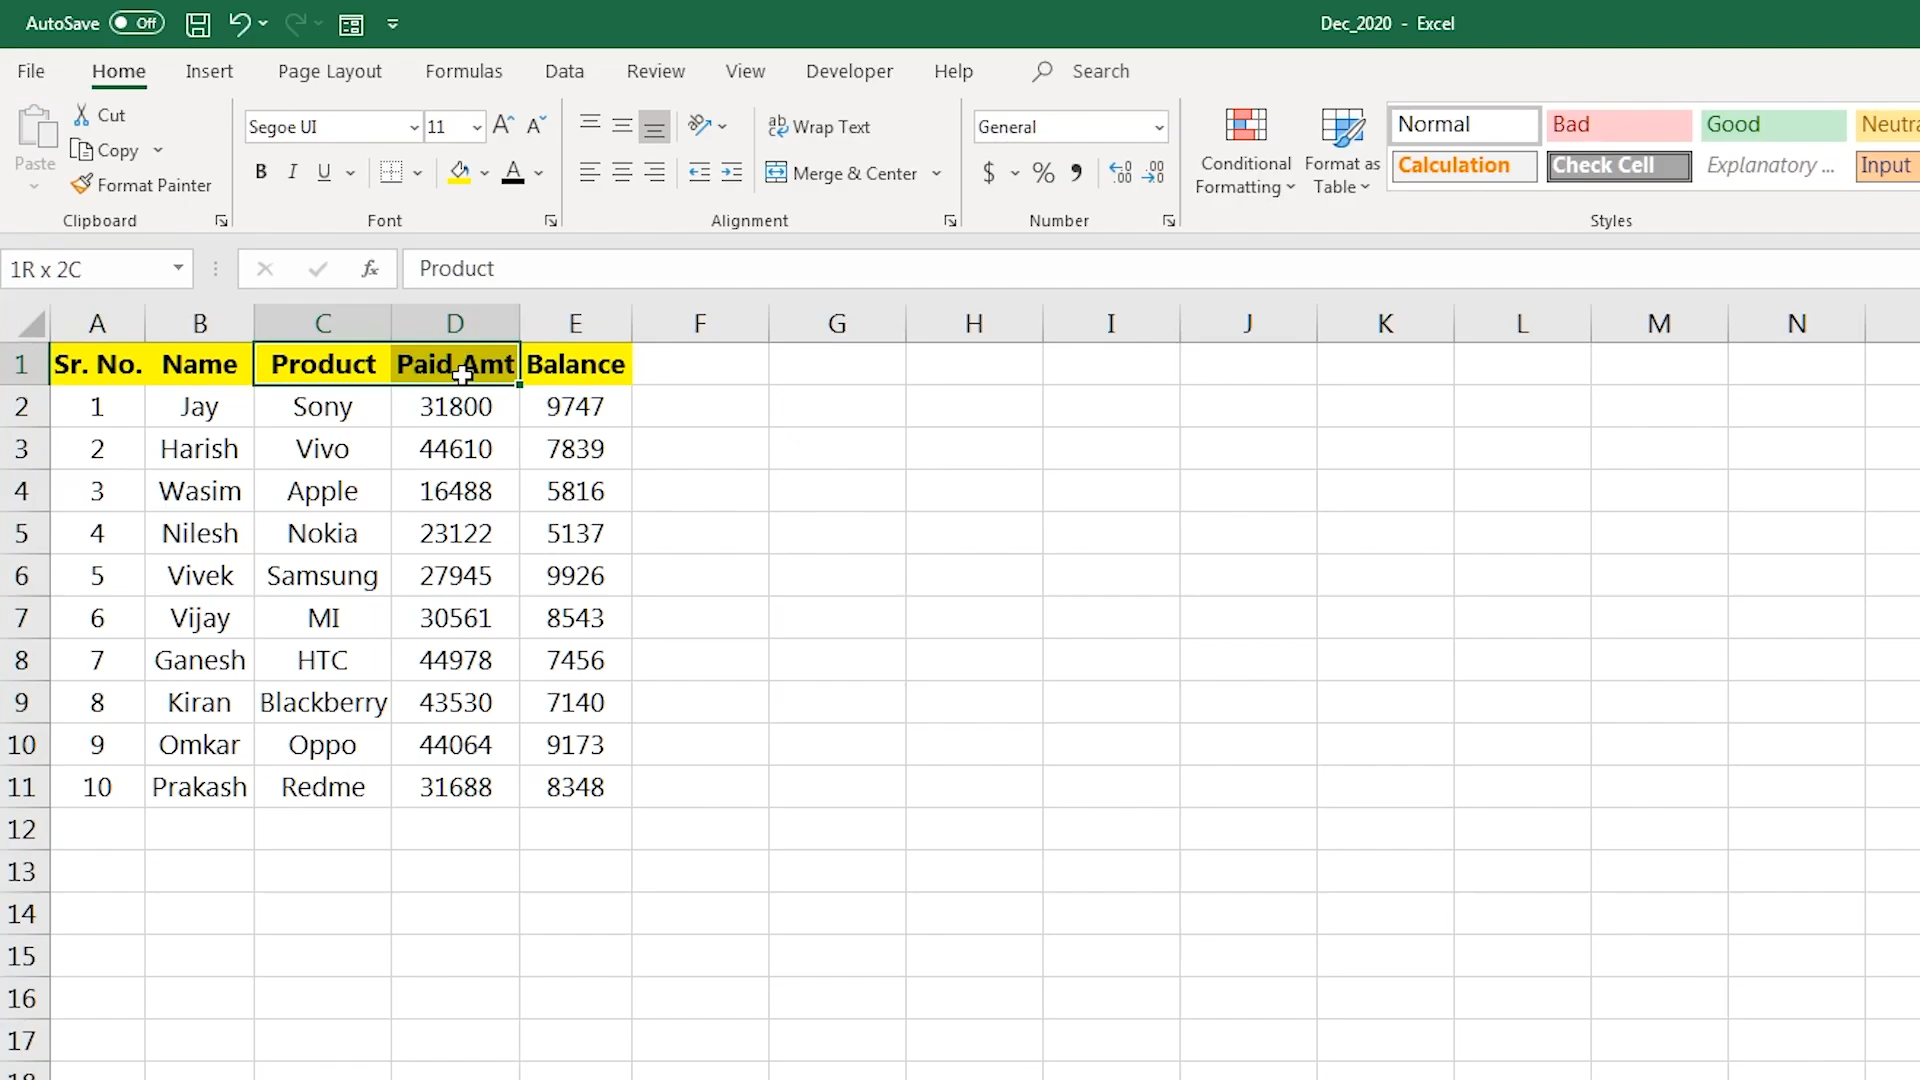 AutoSave Off Dec_2020 - Excel
File Home Insert Page Layout Formulas Data Review View Developer Help Search
Paste
Cut
Copy
Format Painter
Clipboard
Segoe UI 11 A A
B I U A
Font
ab Wrap Text
Merge & Center
Alignment
General
$ % ,
Number
Conditional Formatting
Format as Table
Normal Bad Good Neutra
Calculation Check Cell Explanatory ... Input
Styles
1R x 2C fx Product
A B C D E F G H I J K L M N
1 Sr. No. Name Product Paid Amt Balance
2 1 Jay Sony 31800 9747
3 2 Harish Vivo 44610 7839
4 3 Wasim Apple 16488 5816
5 4 Nilesh Nokia 23122 5137
6 5 Vivek Samsung 27945 9926
7 6 Vijay MI 30561 8543
8 7 Ganesh HTC 44978 7456
9 8 Kiran Blackberry 43530 7140
10 9 Omkar Oppo 44064 9173
11 10 Prakash Redme 31688 8348
12
13
14
15
16
17
18